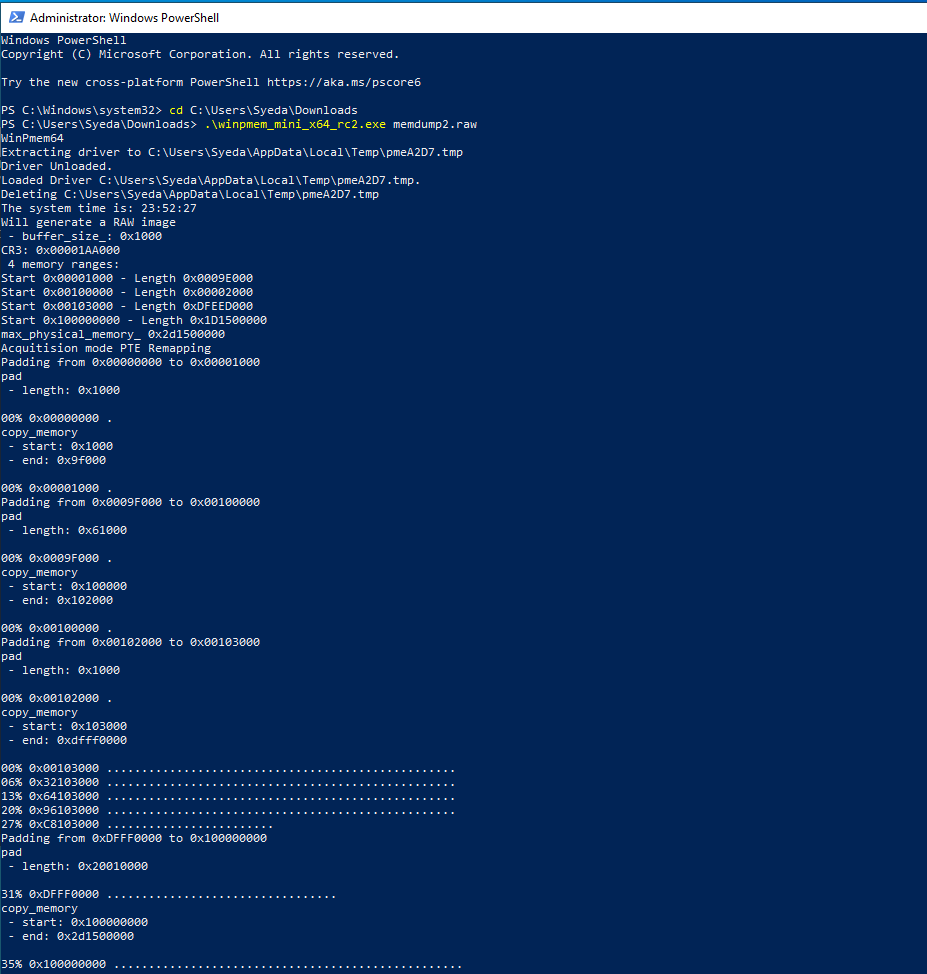 Administrator: Windows PowerShell
Windows PowerShell
Copyright (C) Microsoft Corporation. All rights reserved.
Try the new cross-platform PowerShell https://aka.ms/pscore6
PS C:\Windows\system32> cd C:\Users\Syeda\Downloads
PS C:\Users\Syeda\Downloads> .\winpmem_mini_x64_rc2.exe memdump2.raw
WinPmem64
Extracting driver to C:\Users\Syeda\AppData\Local\Temp\pmeA2D7.tmp
Driver Unloaded.
Loaded Driver C:\Users\Syeda\AppData\Local\Temp\pmeA2D7.tmp.
Deleting C:\Users\Syeda\AppData\Local\Temp\pmeA2D7.tmp
The system time is: 23:52:27
Will generate a RAW image
 - buffer_size_: 0x1000
CR3: 0x00001AA000
 4 memory ranges:
Start 0x00001000 - Length 0x0009E000
Start 0x00100000 - Length 0x00002000
Start 0x00103000 - Length 0xDFEED000
Start 0x100000000 - Length 0x1D1500000
max_physical_memory_ 0x2d1500000
Acquitision mode PTE Remapping
Padding from 0x00000000 to 0x00001000
pad
 - length: 0x1000
00% 0x00000000 .
copy_memory
 - start: 0x1000
 - end: 0x9f000
00% 0x00001000 .
Padding from 0x0009F000 to 0x00100000
pad
 - length: 0x61000
00% 0x0009F000 .
copy_memory
 - start: 0x100000
 - end: 0x102000
00% 0x00100000 .
Padding from 0x00102000 to 0x00103000
pad
 - length: 0x1000
00% 0x00102000 .
copy_memory
 - start: 0x103000
 - end: 0xdfff0000
00% 0x00103000 ..................................................
06% 0x32103000 ..................................................
13% 0x64103000 ..................................................
20% 0x96103000 ..................................................
27% 0xC8103000 ........................
Padding from 0xDFFF0000 to 0x100000000
pad
 - length: 0x20010000
31% 0xDFFF0000 .................................
copy_memory
 - start: 0x100000000
 - end: 0x2d1500000
35% 0x100000000 ..................................................